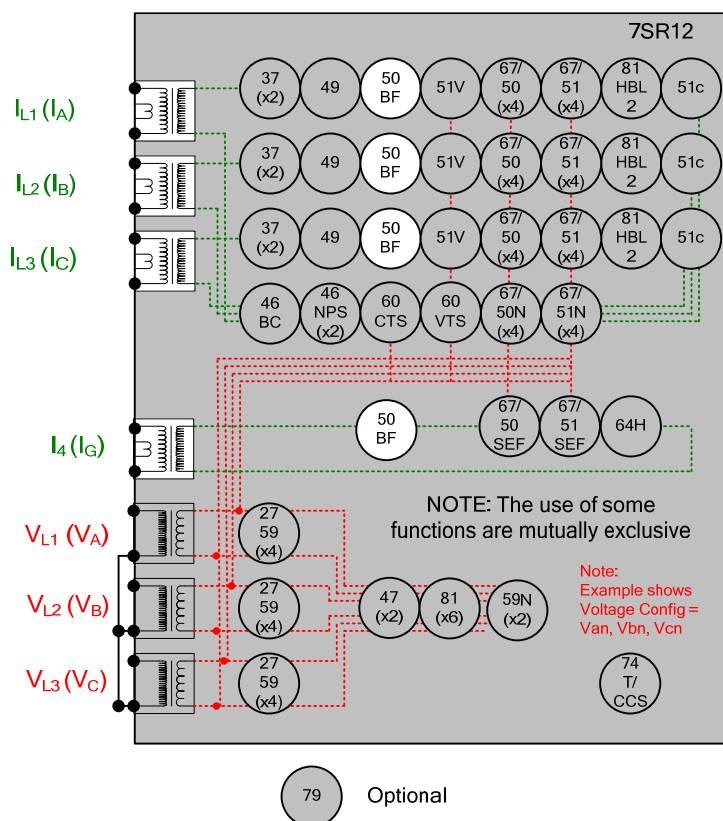 7SR12
IL1 (IA)
37
(x2)
49
50
BF
51V
67/
50
(x4)
67/
51
(x4)
81
HBL
2
51c
IL2 (IB)
37
(x2)
49
50
BF
51V
67/
50
(x4)
67/
51
(x4)
81
HBL
2
51c
IL3 (IC)
37
(x2)
49
50
BF
51V
67/
50
(x4)
67/
51
(x4)
81
HBL
2
51c
46
BC
46
NPS
(x2)
60
CTS
60
VTS
67/
50N
(x4)
67/
51N
(x4)
I4 (IG)
50
BF
67/
50
SEF
67/
51
SEF
64H
NOTE: The use of some
functions are mutually exclusive
VL1 (VA)
27
59
(x4)
VL2 (VB)
27
59
(x4)
47
(x2)
81
(x6)
59N
(x2)
Note:
Example shows
Voltage Config =
Van, Vbn, Vcn
VL3 (VC)
27
59
(x4)
74
T/
CCS
79
Optional